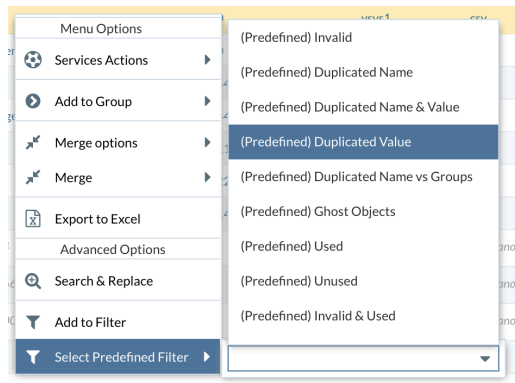 vsys1 csv
Menu Options
Services Actions
Add to Group
Merge options
Merge
Export to Excel
Advanced Options
Search & Replace
Add to Filter
Select Predefined Filter
(Predefined) Invalid
(Predefined) Duplicated Name
(Predefined) Duplicated Name & Value
(Predefined) Duplicated Value
(Predefined) Duplicated Name vs Groups
(Predefined) Ghost Objects
(Predefined) Used
(Predefined) Unused
(Predefined) Invalid & Used